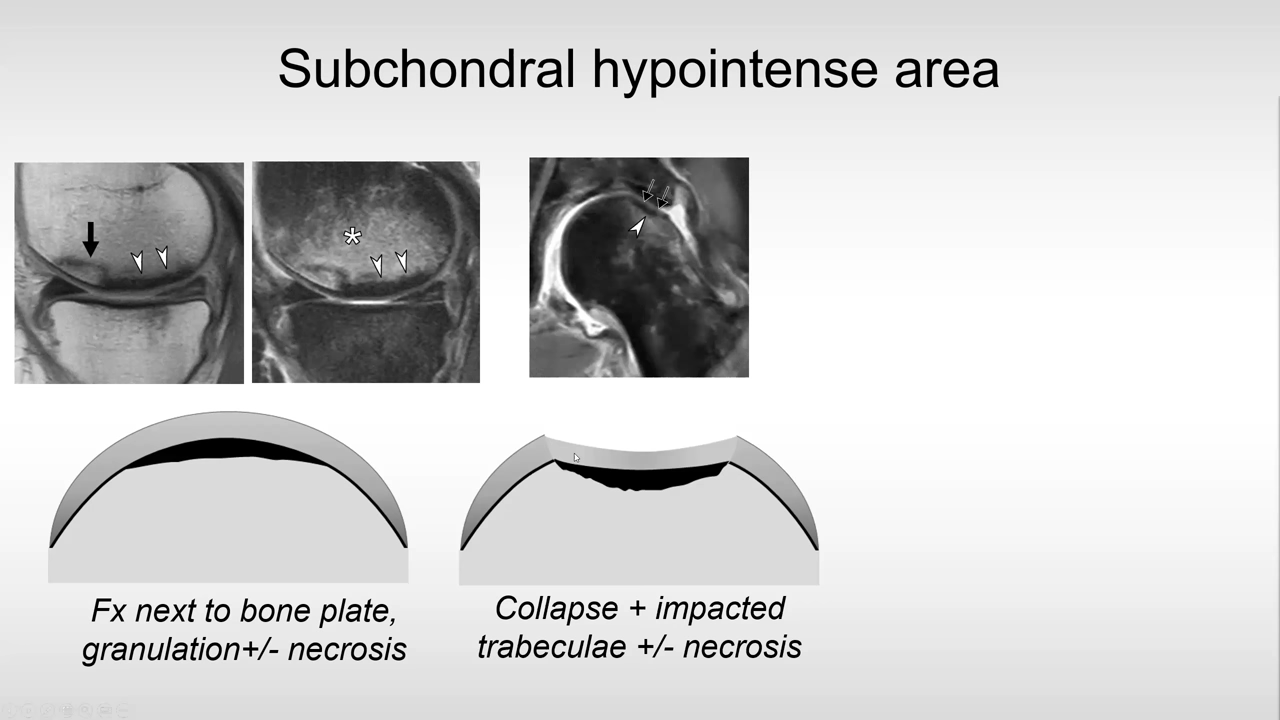 Subchondral hypointense area
*
Fx next to bone plate,
granulation+/- necrosis
Collapse + impacted
trabeculae +/- necrosis